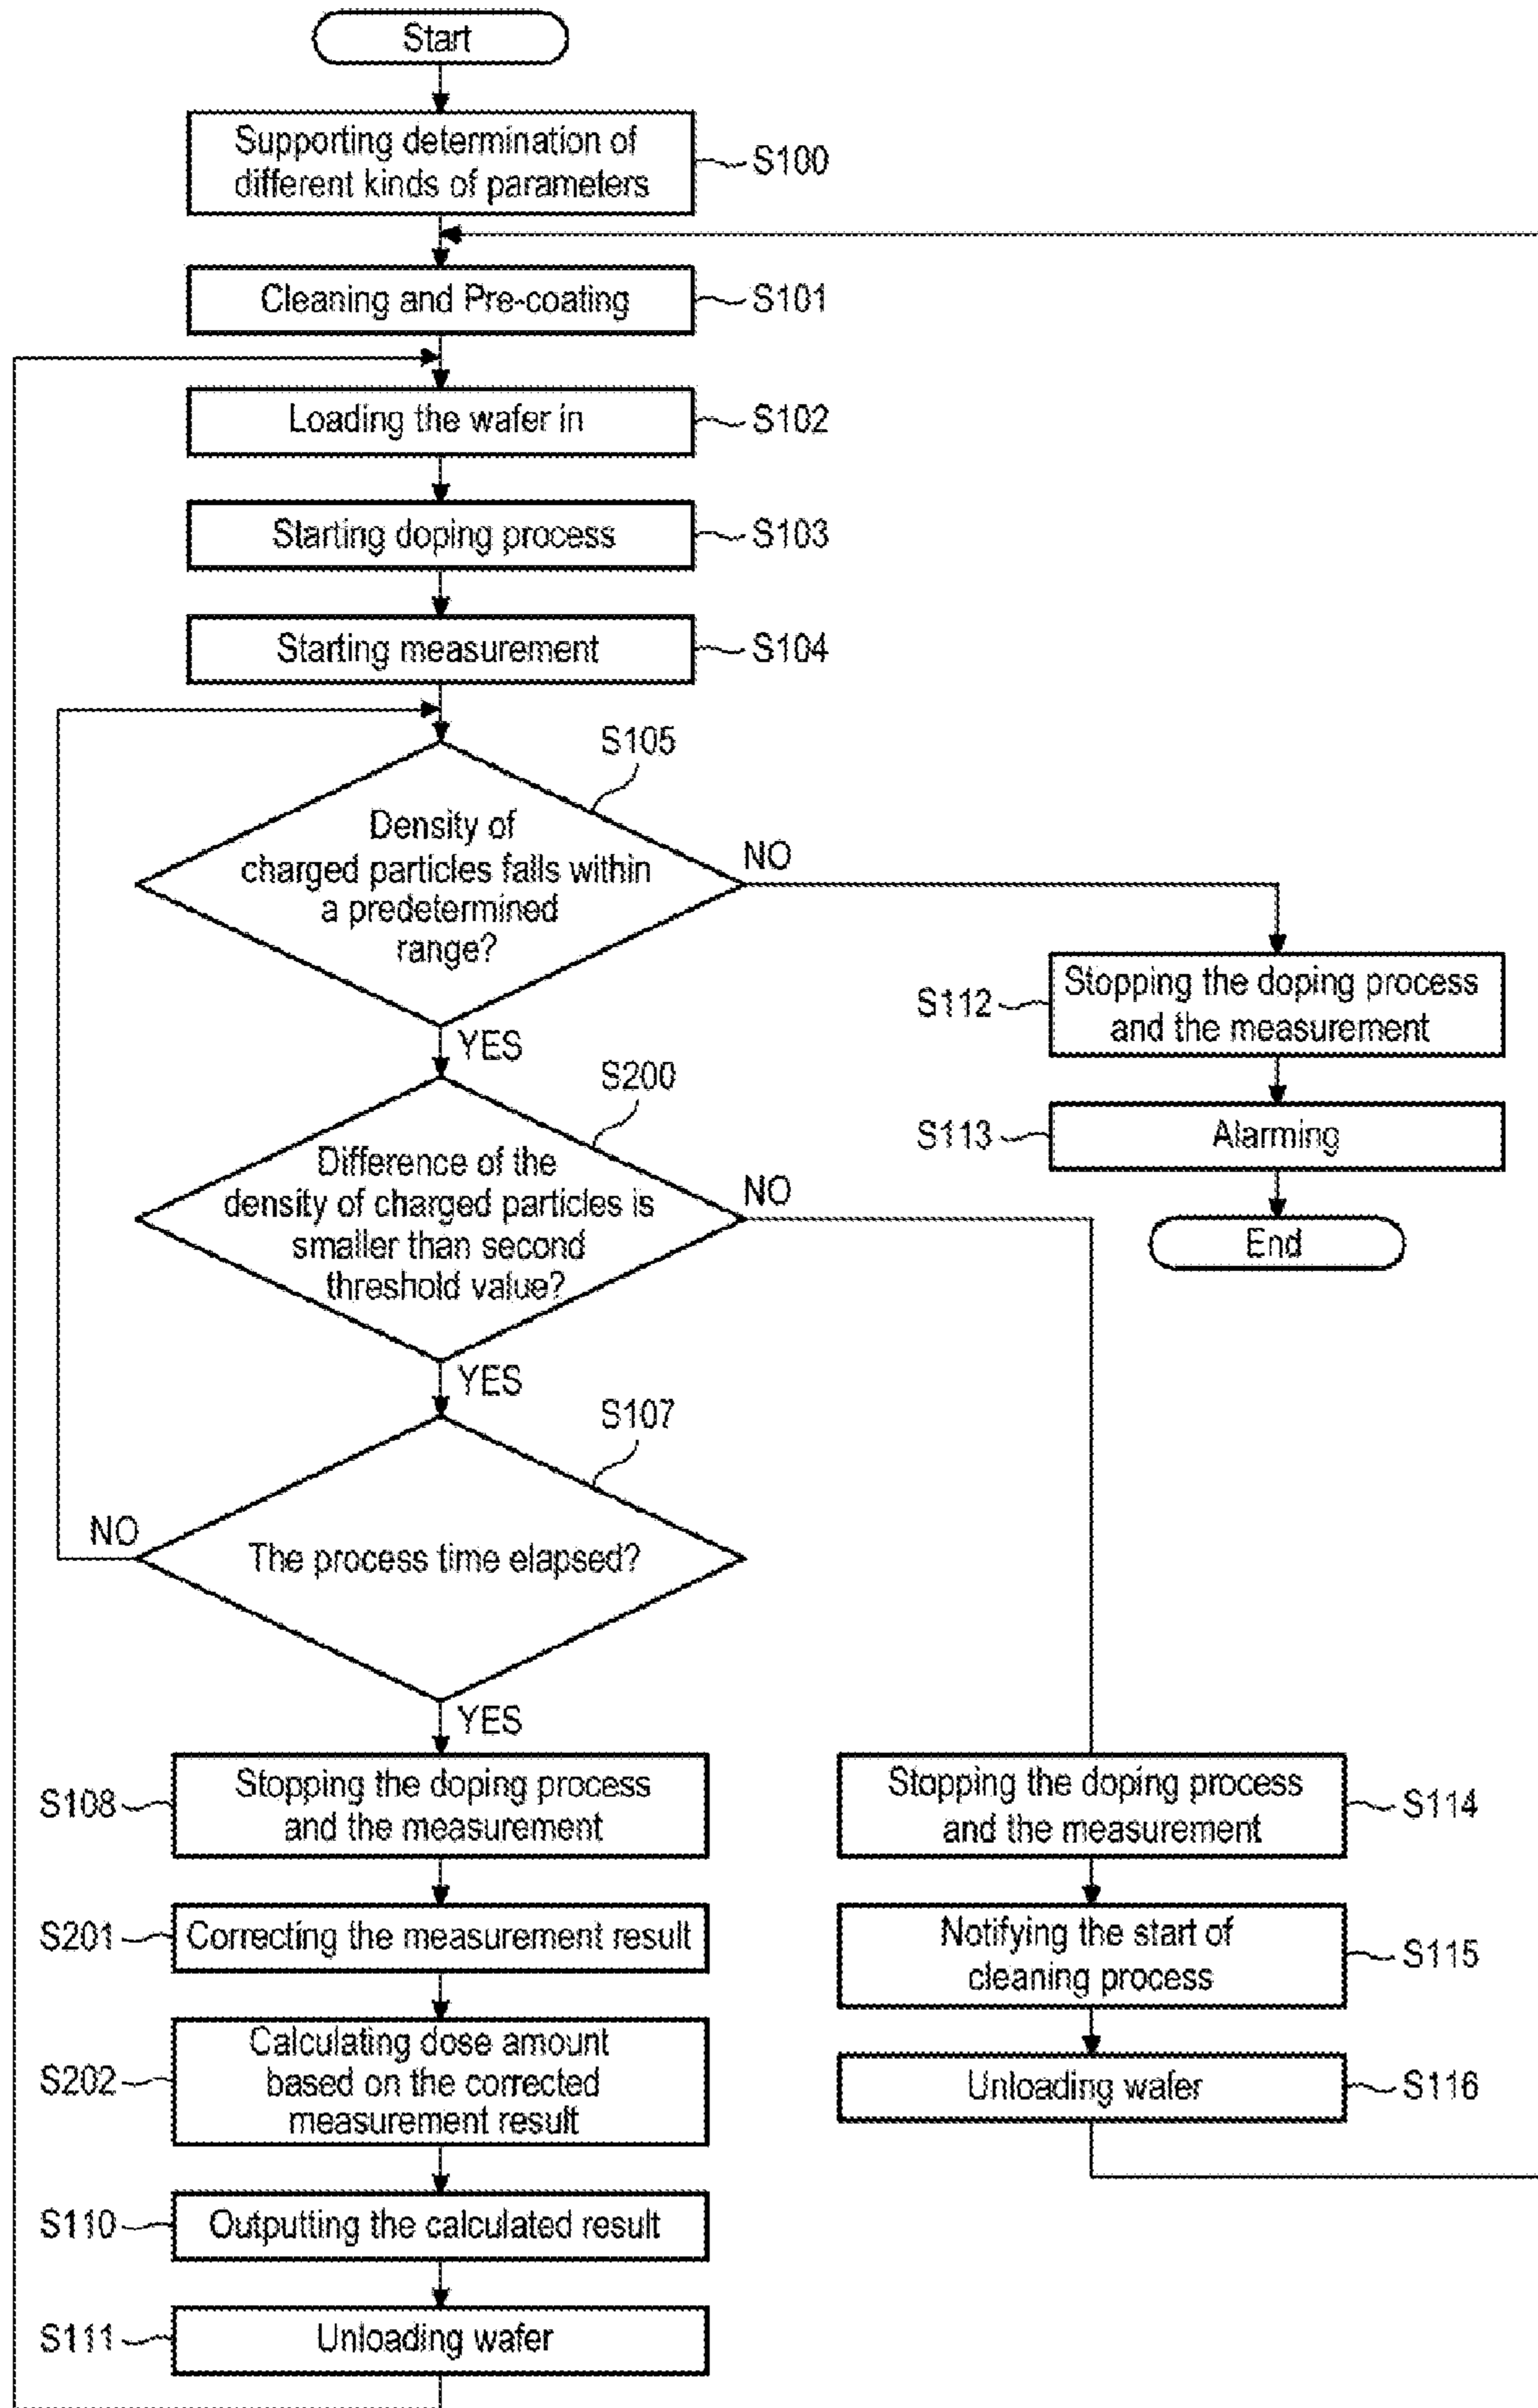 Start
Supporting determination of
different kinds of parameters
S100
Cleaning and Pre-coating
S101
Loading the wafer in
S102
Starting doping process
S103
Starting measurement
S104
S105
Density of
charged particles falls within
a predetermined
range?
NO
YES
S112
Stopping the doping process
and the measurement
S113
Alarming
End
S200
Difference of the
density of charged particles is
smaller than second
threshold value?
NO
YES
S107
The process time elapsed?
NO
YES
S108
Stopping the doping process
and the measurement
Stopping the doping process
and the measurement
S114
S201
Correcting the measurement result
Notifying the start of
cleaning process
S115
S202
Calculating dose amount
based on the corrected
measurement result
Unloading wafer
S116
S110
Outputting the calculated result
S111
Unloading wafer